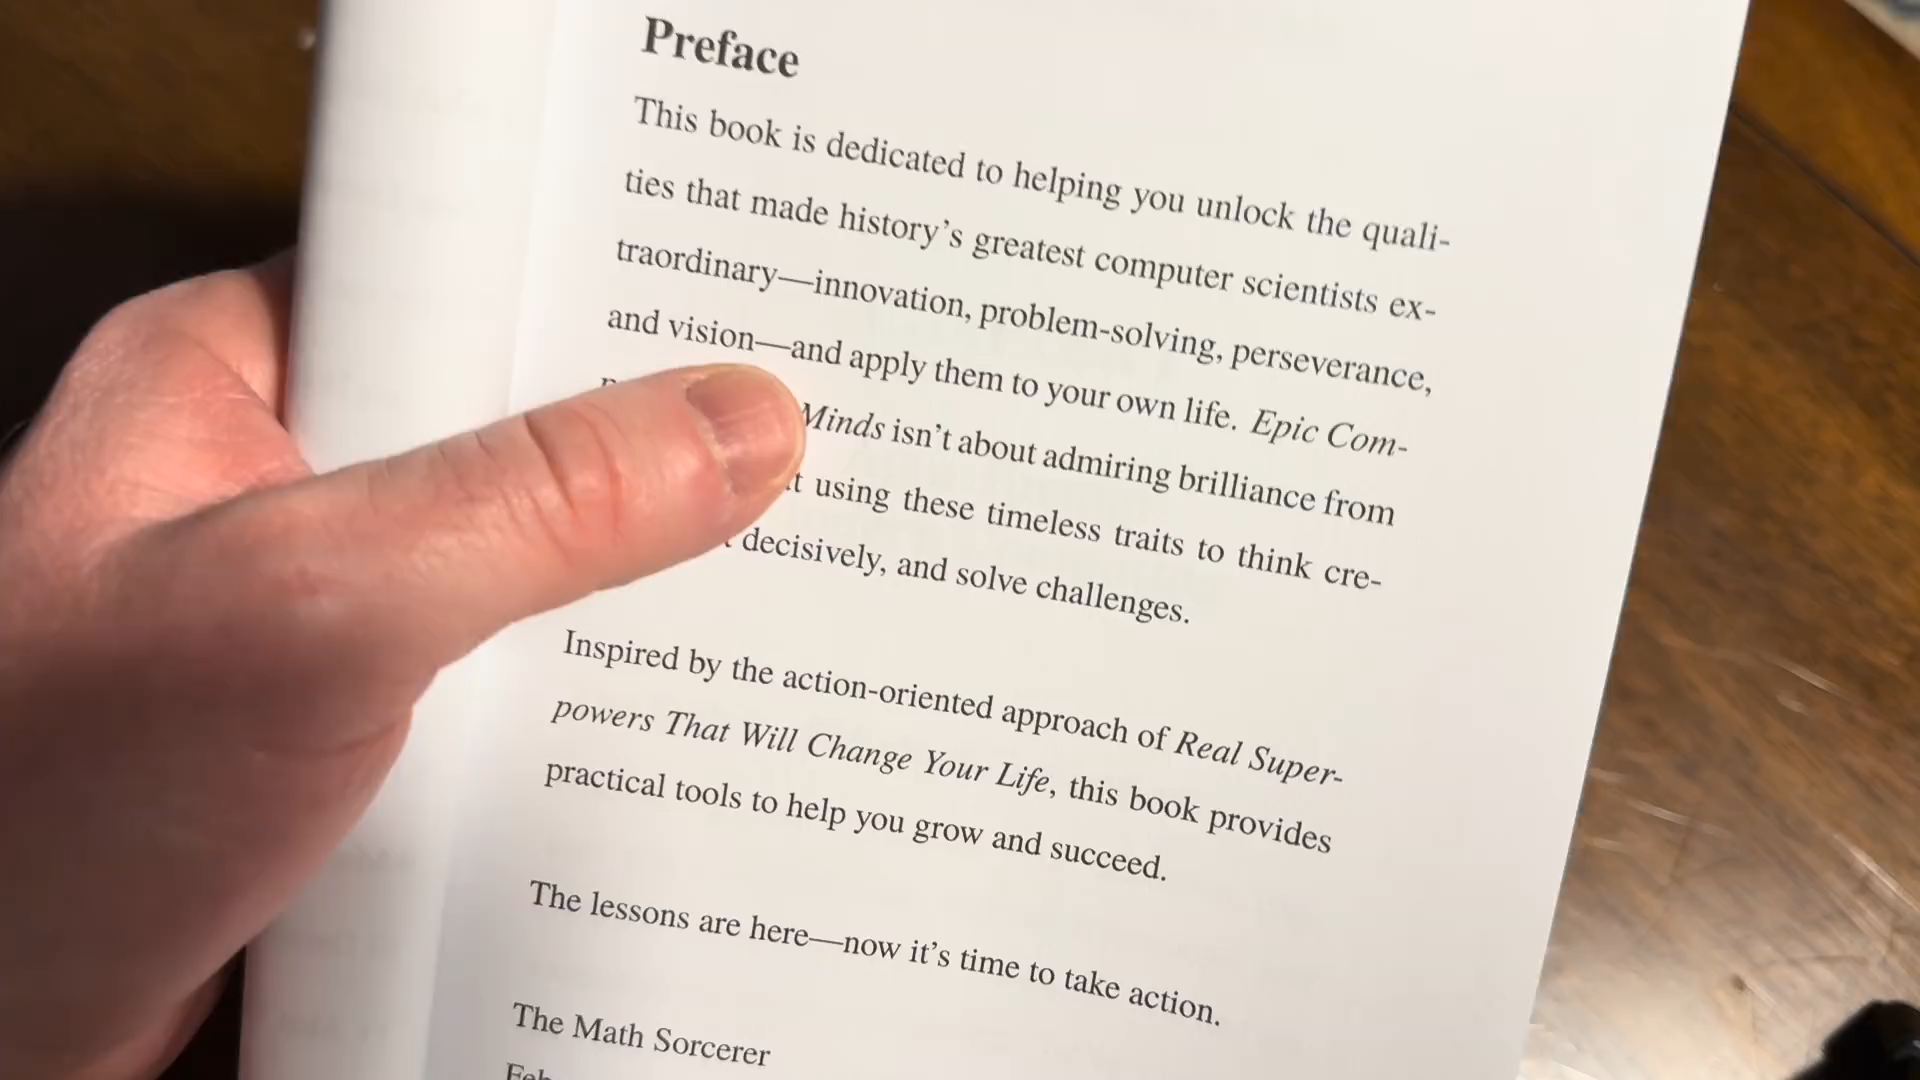 Preface
This book is dedicated to helping you unlock the quali-
ties that made history's greatest computer scientists ex-
traordinary—innovation, problem-solving, perseverance,
and vision—and apply them to your own life. Epic Com-
Minds isn't about admiring brilliance from
using these timeless traits to think cre-
decisively, and solve challenges.
Inspired by the action-oriented approach of Real Super-
powers That Will Change Your Life, this book provides
practical tools to help you grow and succeed.
The lessons are here—now it's time to take action.
The Math Sorcerer